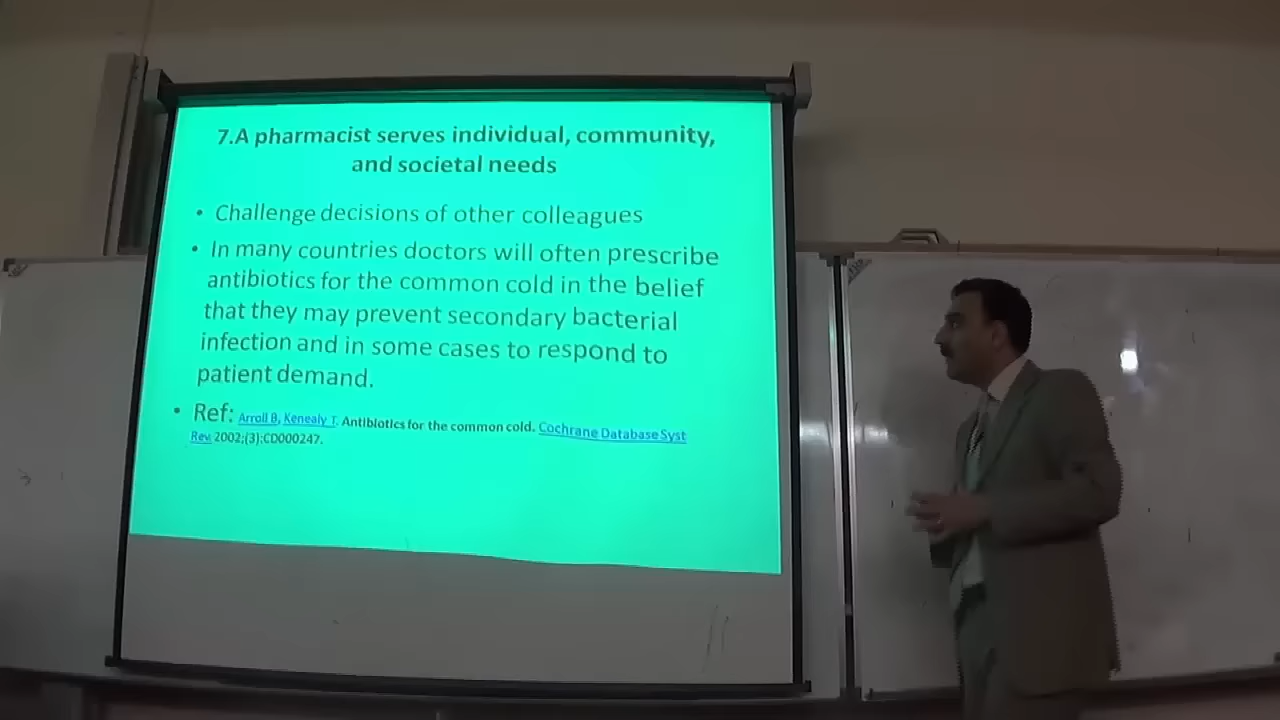 7.A pharmacist serves individual, community,
and societal needs
• Challenge decisions of other colleagues
• In many countries doctors will often prescribe
antibiotics for the common cold in the belief
that they may prevent secondary bacterial
infection and in some cases to respond to
patient demand.
• Ref: Arroll B, Kenealy T. Antibiotics for the common cold. Cochrane Database Syst
Rev. 2002;(3):CD000247.